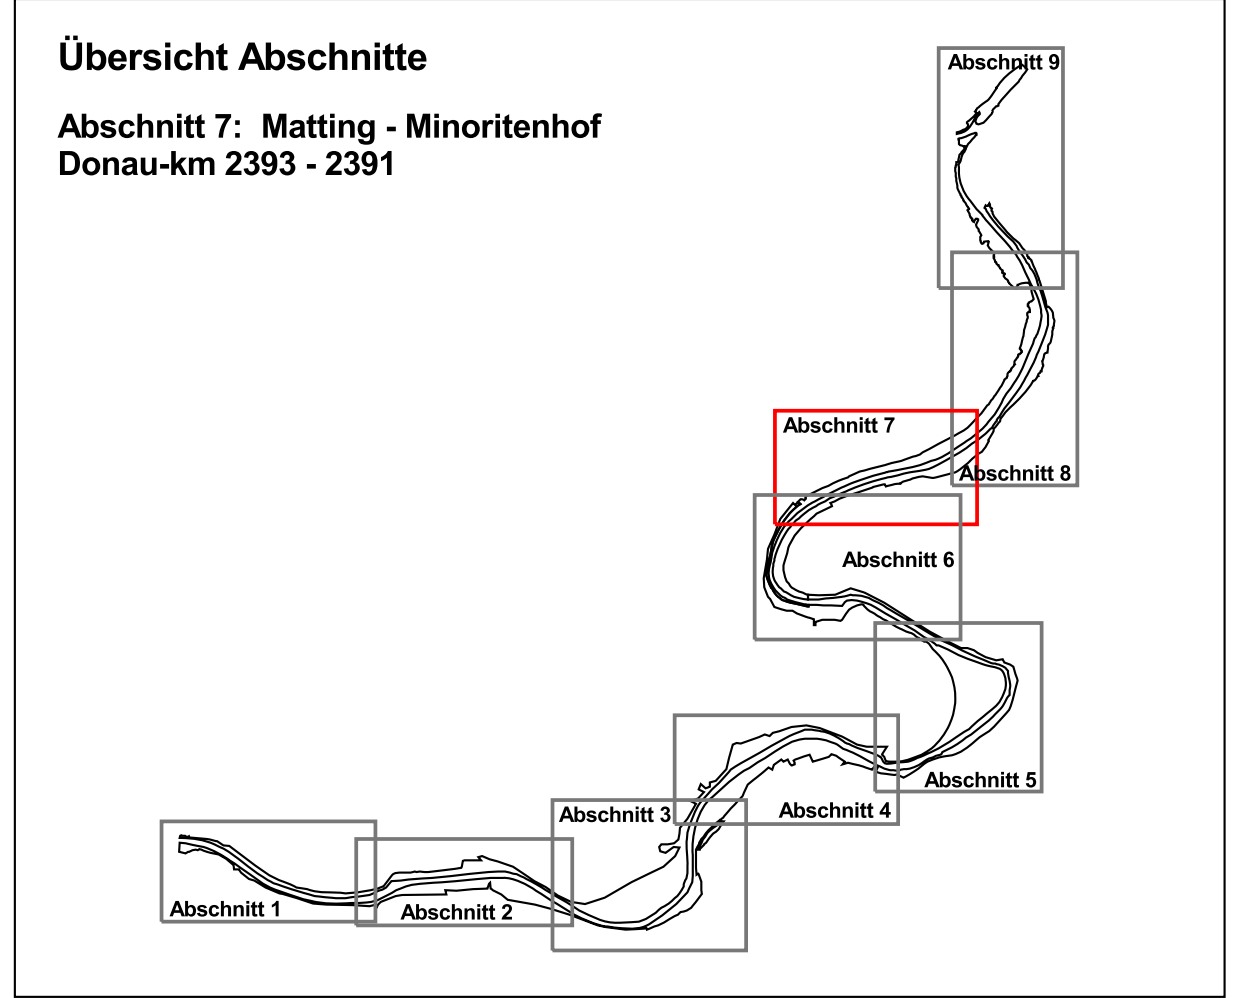 Übersicht Abschnitte
Abschnitt 7: Matting - Minoritenhof
Donau-km 2393 - 2391
Abschnitt 9
Abschnitt 7
Abschnitt 8
Abschnitt 6
Abschnitt 5
Abschnitt 4
Abschnitt 3
Abschnitt 1
Abschnitt 2